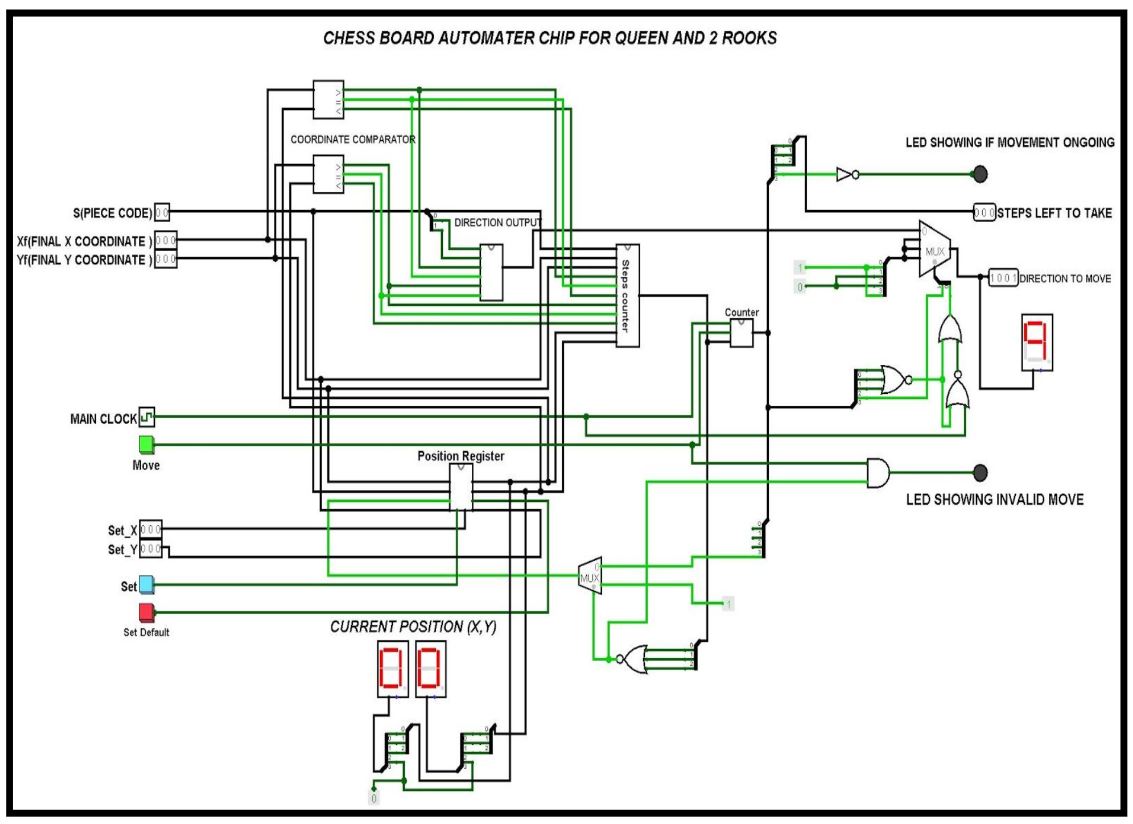 CHESS BOARD AUTOMATER CHIP FOR QUEEN AND 2 ROOKS
>
=
<
COORDINATE COMPARATOR
>
=
<
LED SHOWING IF MOVEMENT ONGOING
S(PIECE CODE) 0 0
DIRECTION OUTPUT
0 0 0 STEPS LEFT TO TAKE
Xf(FINAL X COORDINATE ) 0 0 0
Yf(FINAL Y COORDINATE ) 0 0 0
Steps counter
MUX
1
0
1 0 0 1 DIRECTION TO MOVE
Counter
9
MAIN CLOCK
Move
Position Register
LED SHOWING INVALID MOVE
Set_X 0 0 0
Set_Y 0 0 0
Set
MUX
1
Set Default
CURRENT POSITION (X,Y)
0 0
0